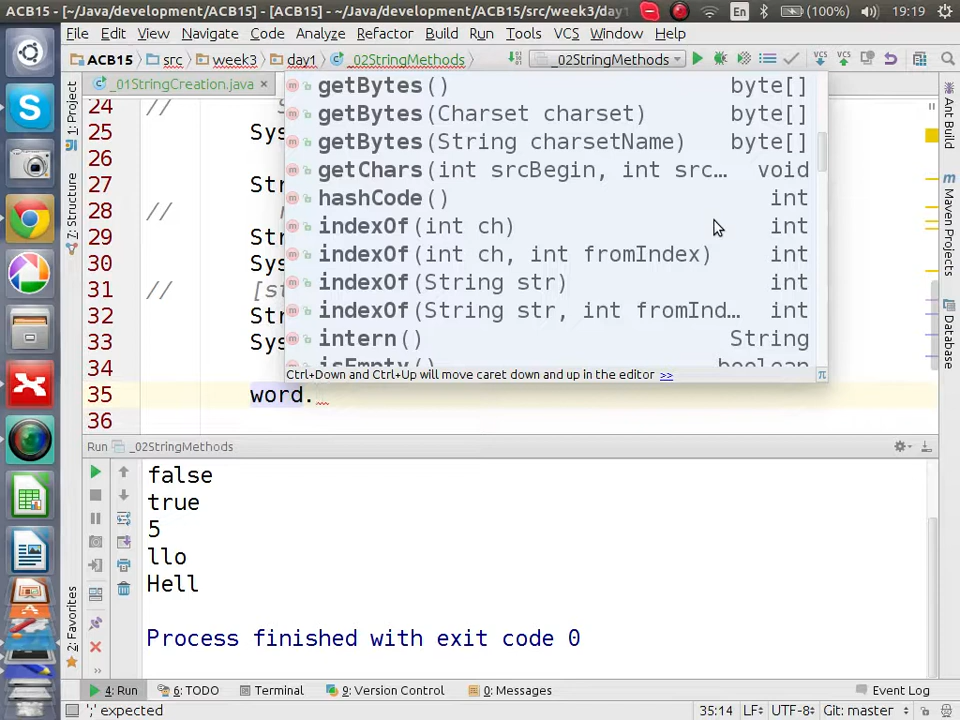 ACB15 - [~/Java/development/ACB15] - [ACB15] - ~/Java/development/ACB15/src/week3/day1
En (100%) 19:19
File Edit View Navigate Code Analyze Refactor Build Run Tools VCS Window Help
ACB15 src week3 day1 _02StringMethods _02StringMethods
_01StringCreation.java
24 //
25 Sys
26
27 Str
28 //
29 Str
30 Sys
31 // [st
32 Str
33 Sys
34
35 word.
36
getBytes() byte[]
getBytes(Charset charset) byte[]
getBytes(String charsetName) byte[]
getChars(int srcBegin, int src… void
hashCode() int
indexOf(int ch) int
indexOf(int ch, int fromIndex) int
indexOf(String str) int
indexOf(String str, int fromInd… int
intern() String
isEmpty() boolean
Ctrl+Down and Ctrl+Up will move caret down and up in the editor >>
π
1: Project
7: Structure
2: Favorites
Ant Build
Maven Projects
Database
Run _02StringMethods
false
true
5
llo
Hell
Process finished with exit code 0
4: Run 6: TODO Terminal 9: Version Control 0: Messages Event Log
';' expected 35:14 LF UTF-8 Git: master